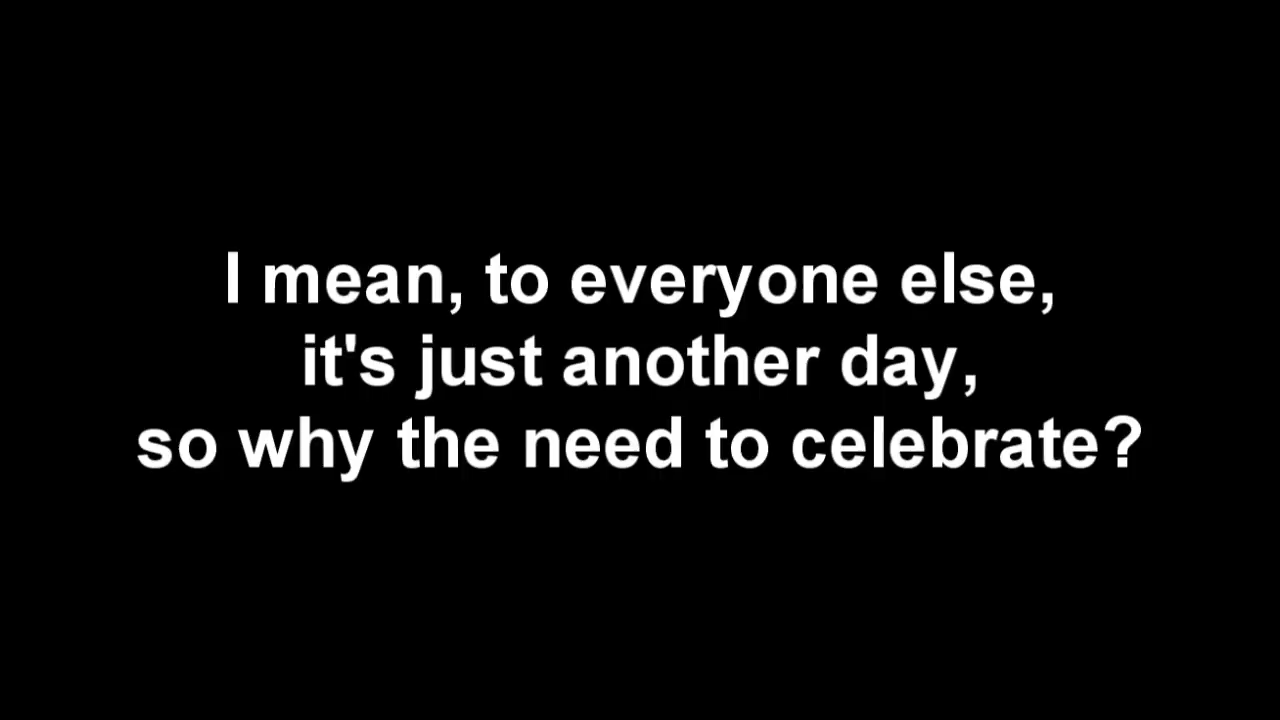 I mean, to everyone else,
it's just another day,
so why the need to celebrate?